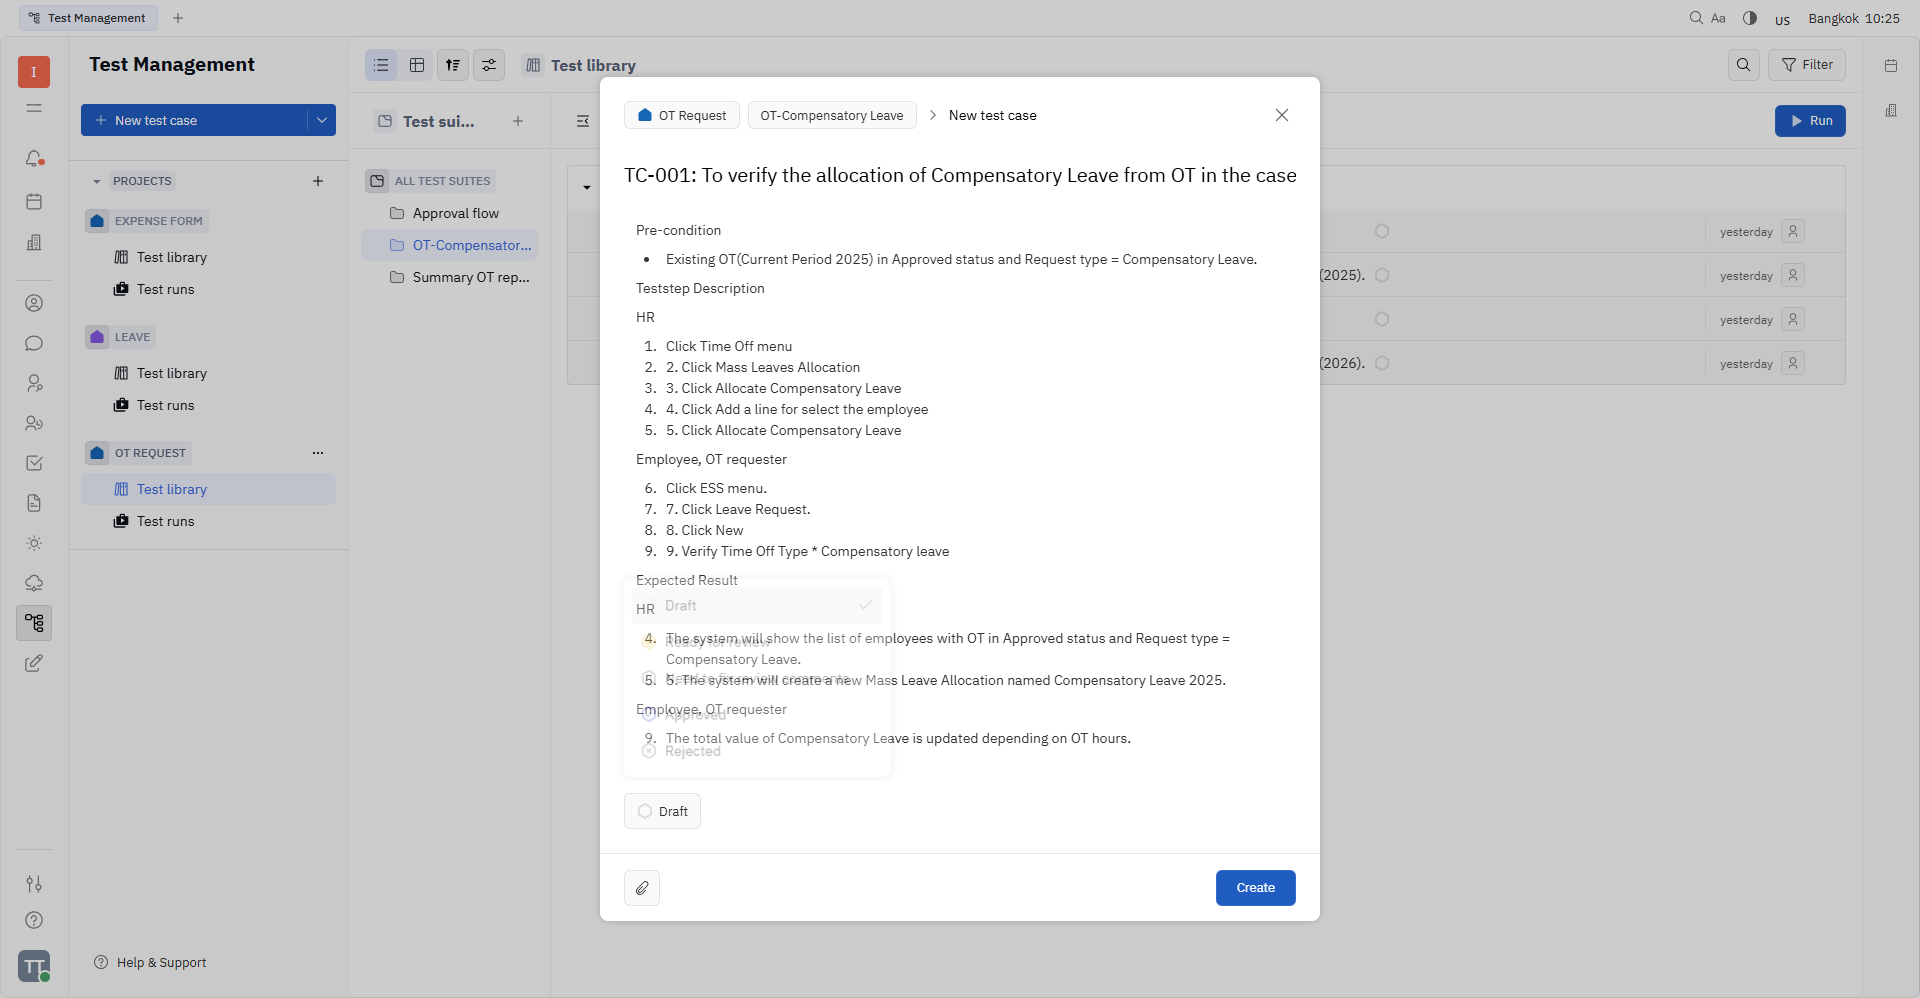 Test Management
Aa
US
Bangkok 10:25
I
Test Management
New test case
PROJECTS
EXPENSE FORM
Test library
Test runs
LEAVE
Test library
Test runs
OT REQUEST
Test library
Test runs
Help & Support
TT
Test library
Filter
Test sui...
Run
ALL TEST SUITES
Approval flow
OT-Compensator...
Summary OT rep...
yesterday
(2025). yesterday
yesterday
(2026). yesterday
OT Request OT-Compensatory Leave > New test case
TC-001: To verify the allocation of Compensatory Leave from OT in the case
Pre-condition
• Existing OT(Current Period 2025) in Approved status and Request type = Compensatory Leave.
Teststep Description
HR
1. Click Time Off menu
2. 2. Click Mass Leaves Allocation
3. 3. Click Allocate Compensatory Leave
4. 4. Click Add a line for select the employee
5. 5. Click Allocate Compensatory Leave
Employee, OT requester
6. Click ESS menu.
7. 7. Click Leave Request.
8. 8. Click New
9. 9. Verify Time Off Type * Compensatory leave
Expected Result
HR
4. The system will show the list of employees with OT in Approved status and Request type =
Compensatory Leave.
5. 5. The system will create a new Mass Leave Allocation named Compensatory Leave 2025.
Employee, OT requester
9. The total value of Compensatory Leave is updated depending on OT hours.
Draft
Ready for review
Need to fix review comments
Approved
Rejected
Draft
Create